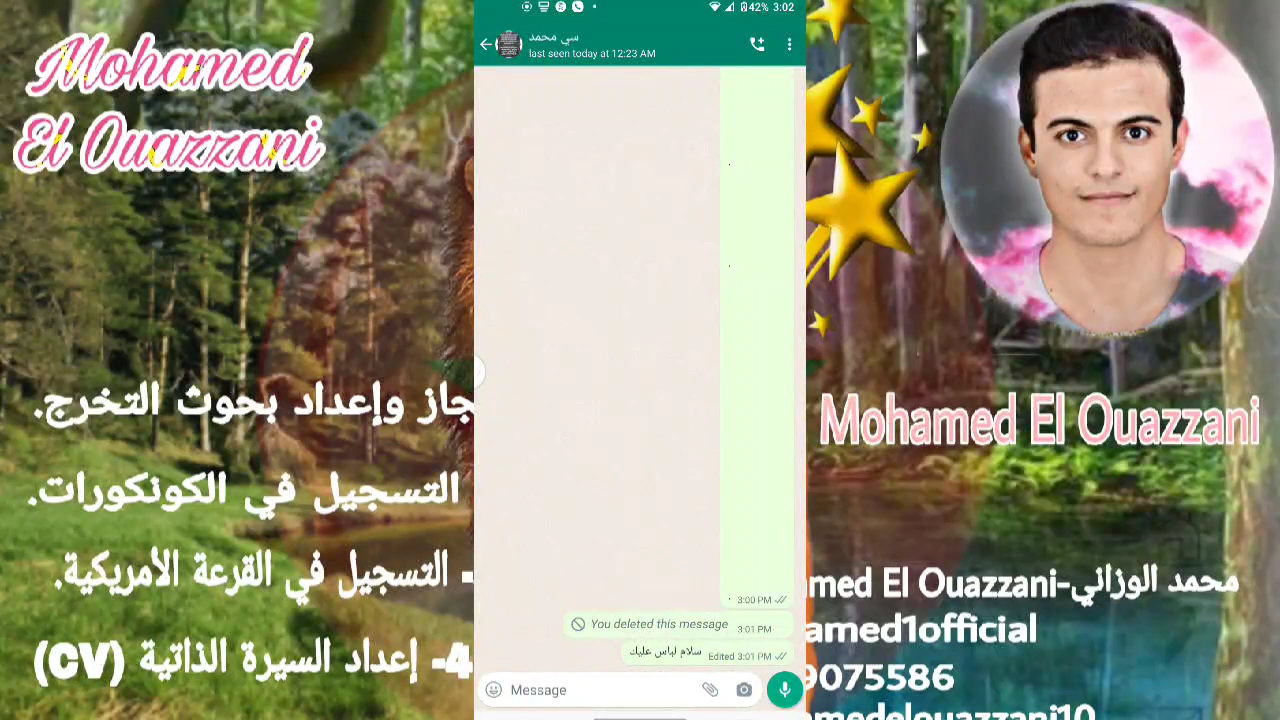 Mohamed
El Ouazzani
جاز وإعداد بحوث التخرج.
التسجيل في الكونكورات.
- التسجيل في القرعة الأمريكية.
4- إعداد السيرة الذاتية (CV)
42% 3:02
سي محمد
last seen today at 12:23 AM
3:00 PM
You deleted this message 3:01 PM
سلام لباس عليك Edited 3:01 PM
Message
Mohamed El Ouazzani
med El Ouazzani-محمد الوزاني
amed1official
9075586
amedelouazzani10